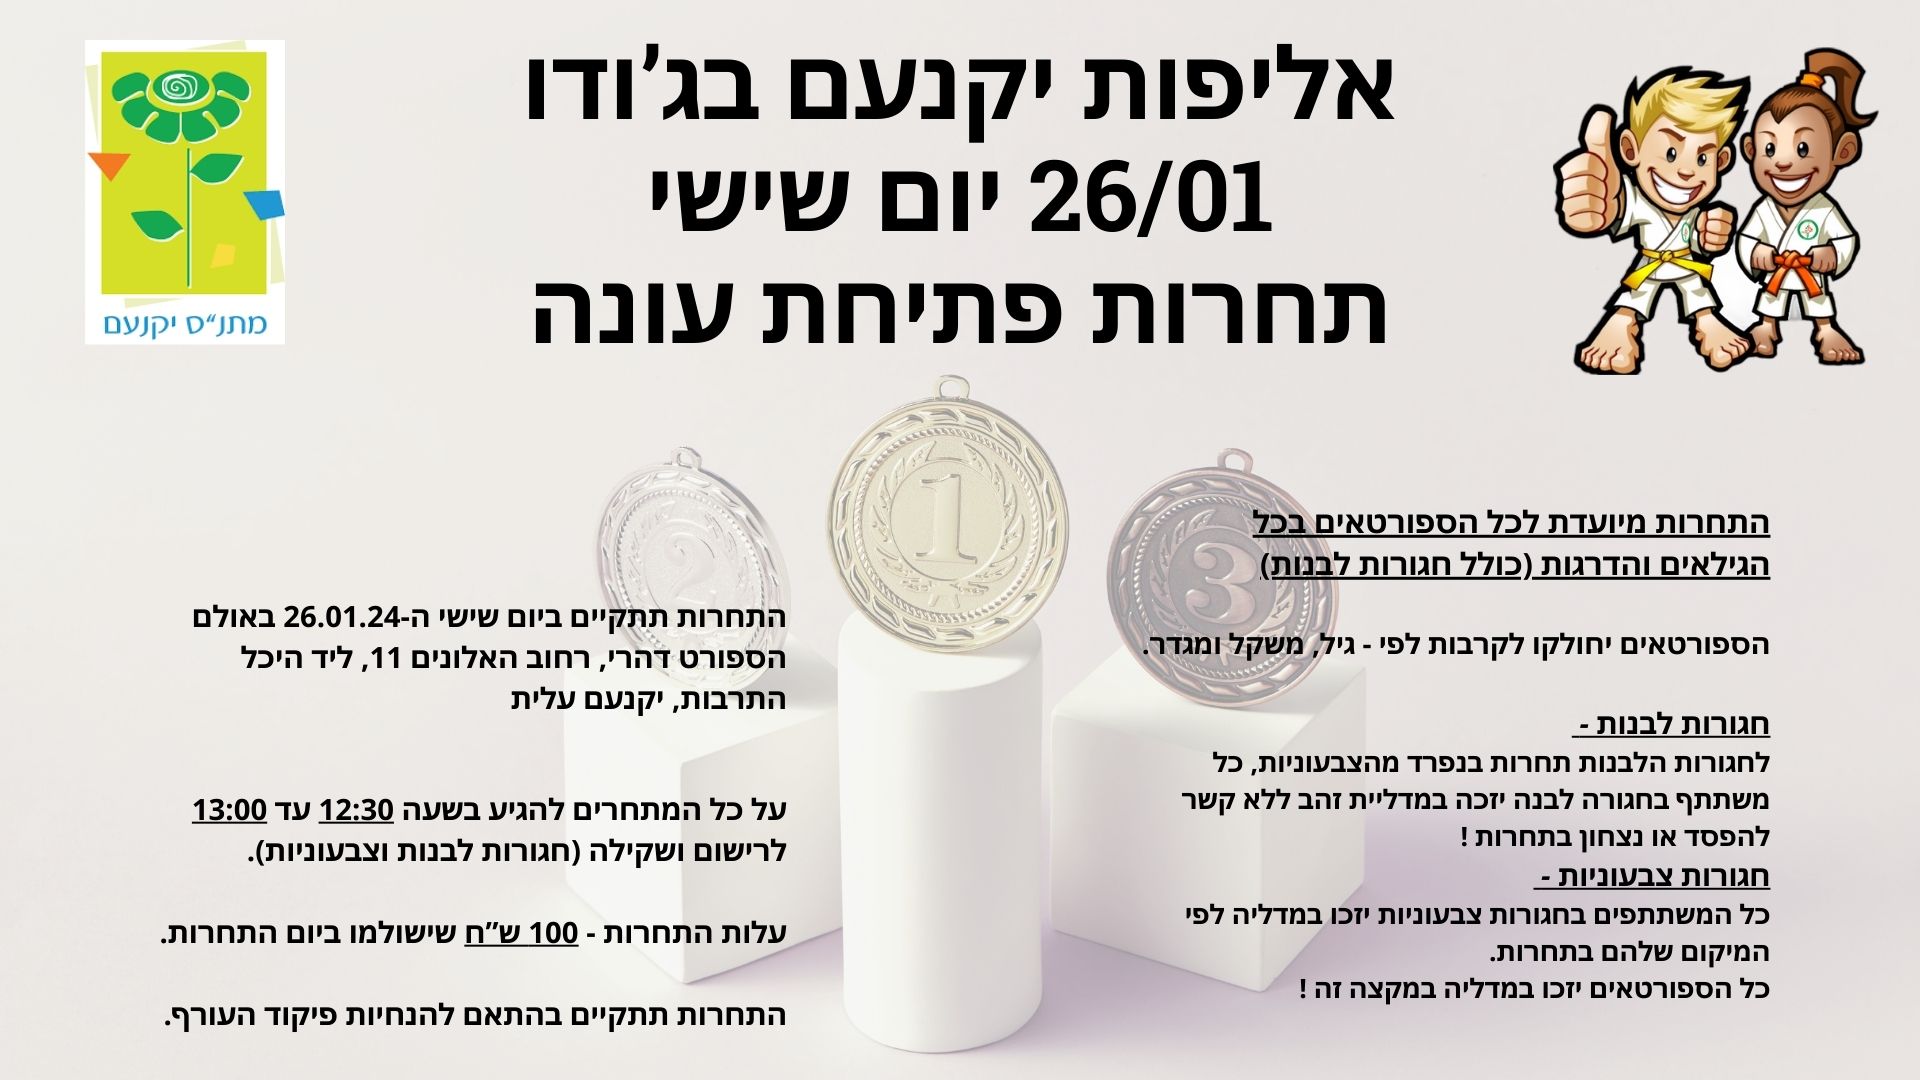 אליפות יקנעם בג'ודו
26/01 יום שישי
תחרות פתיחת עונה
מתנ"ס יקנעם
1
2
3
התחרות מיועדת לכל הספורטאים בכל
הגילאים והדרגות (כולל חגורות לבנות)
הספורטאים יחולקו לקרבות לפי - גיל, משקל ומגדר.
חגורות לבנות -
לחגורות הלבנות תחרות בנפרד מהצבעוניות, כל
משתתף בחגורה לבנה יזכה במדליית זהב ללא קשר
להפסד או נצחון בתחרות !
חגורות צבעוניות -
כל המשתתפים בחגורות צבעוניות יזכו במדליה לפי
המיקום שלהם בתחרות.
כל הספורטאים יזכו במדליה במקצה זה !
התחרות תתקיים ביום שישי ה-26.01.24 באולם
הספורט דהרי, רחוב האלונים 11, ליד היכל
התרבות, יקנעם עלית
על כל המתחרים להגיע בשעה 12:30 עד 13:00
לרישום ושקילה (חגורות לבנות וצבעוניות).
עלות התחרות - 100 ש"ח שישולמו ביום התחרות.
התחרות תתקיים בהתאם להנחיות פיקוד העורף.